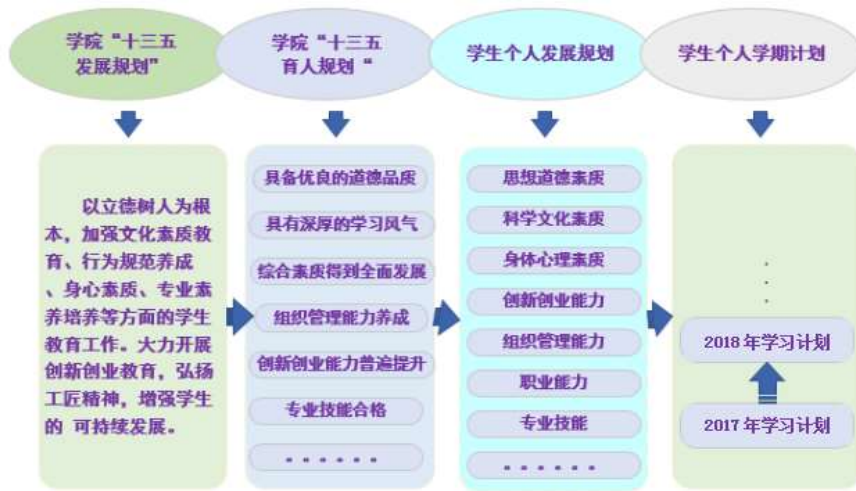 学院“十三五
发展规划”
学院“十三五
育人规划“
学生个人发展规划
学生个人学期计划
以立德树人为根
本，加强文化素质教
育、行为规范养成
、身心素质、专业素
养培养等方面的学生
教育工作。大力开展
创新创业教育，弘扬
工匠精神，增强学生
的 可持续发展。
具备优良的道德品质
具有深厚的学习风气
综合素质得到全面发展
组织管理能力养成
创新创业能力普遍提升
专业技能合格
······
思想道德素质
科学文化素质
身体心理素质
创新创业能力
组织管理能力
职业能力
专业技能
······
·
·
·
2018 年学习计划
2017 年学习计划